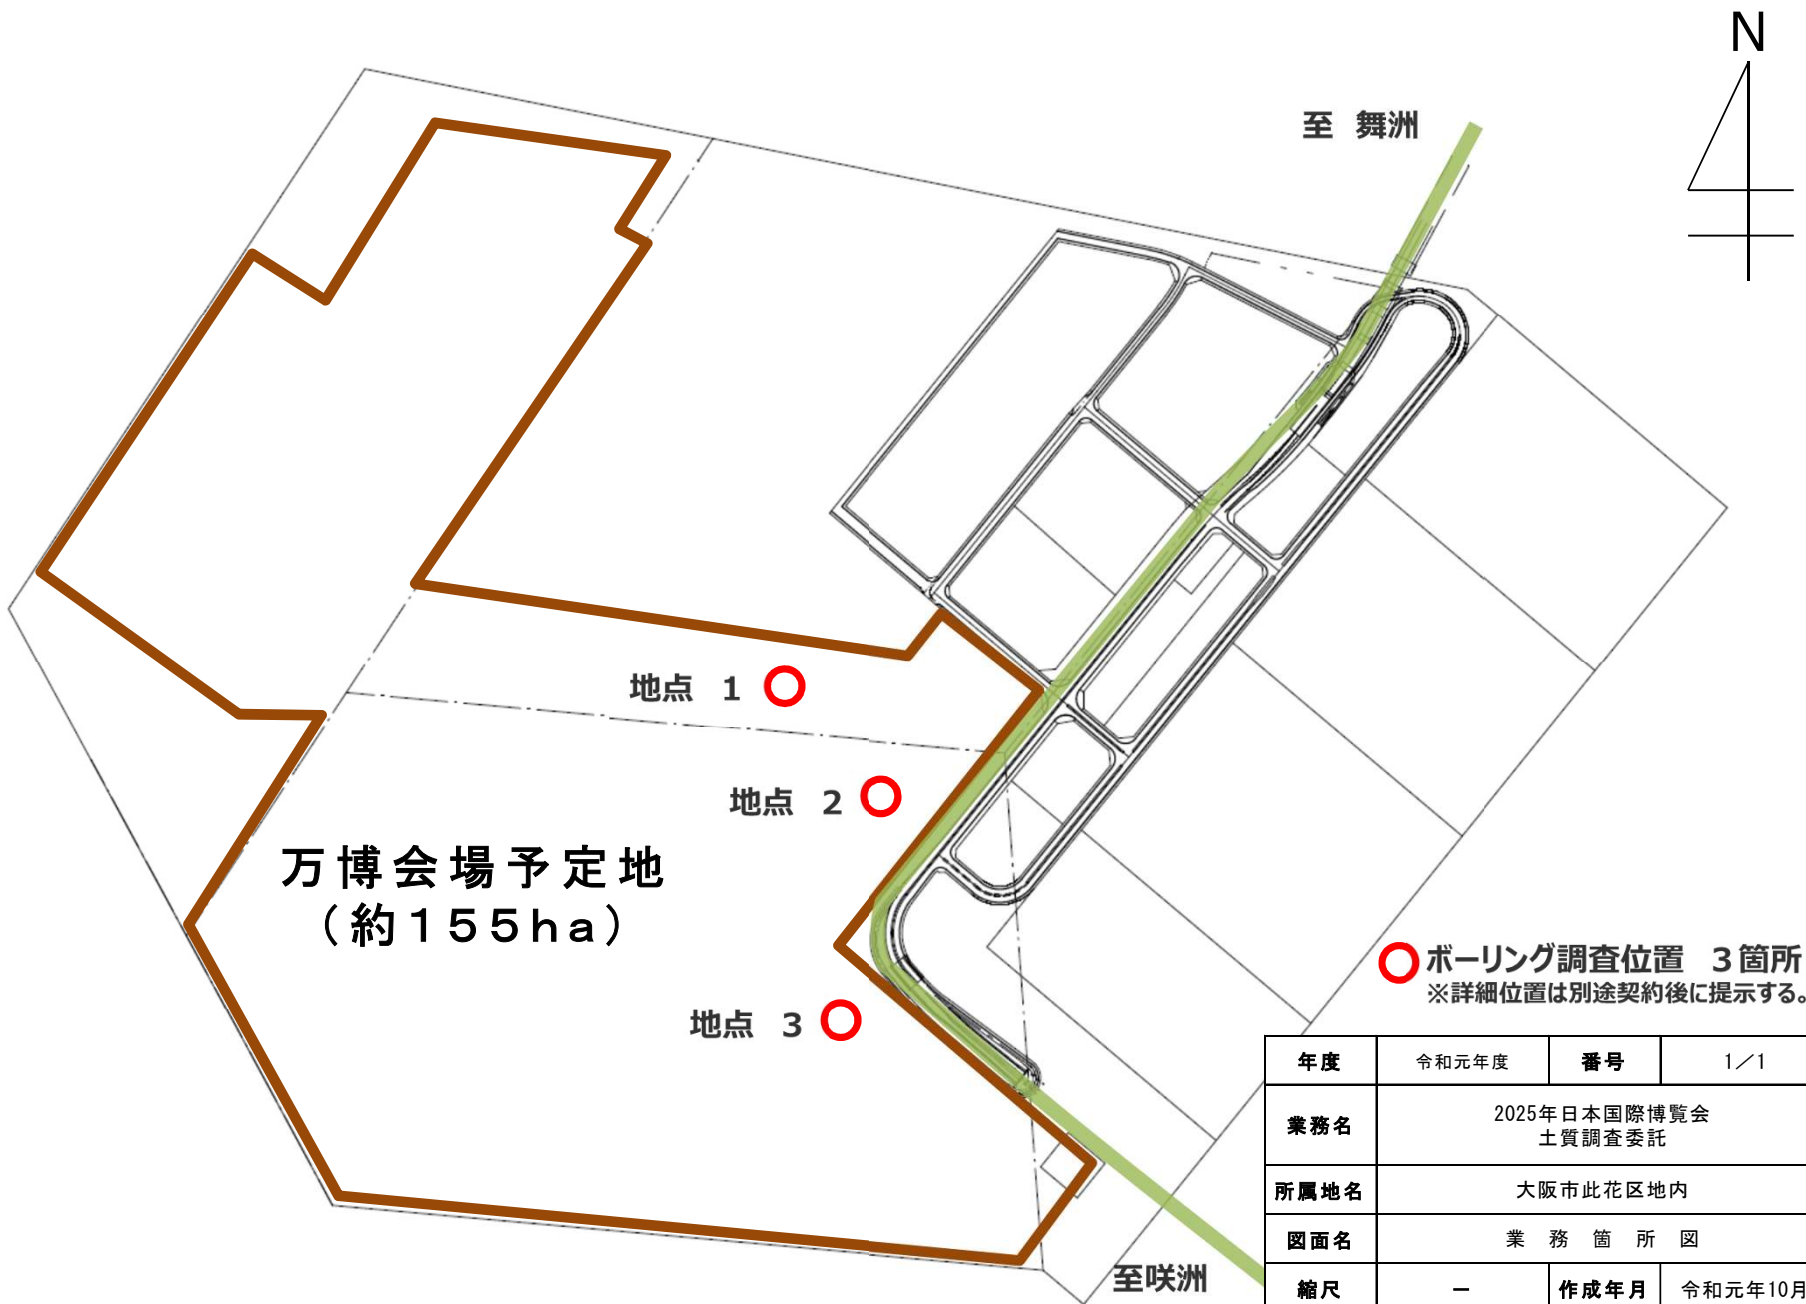 N
至 舞洲
地点 1
地点 2
万博会場予定地
（約155ha）
地点 3
ボーリング調査位置 3箇所
※詳細位置は別途契約後に提示する。
年度 令和元年度 番号 1／1
業務名 2025年日本国際博覧会
土質調査委託
所属地名 大阪市此花区地内
図面名 業務箇所図
縮尺 － 作成年月 令和元年10月
至咲洲